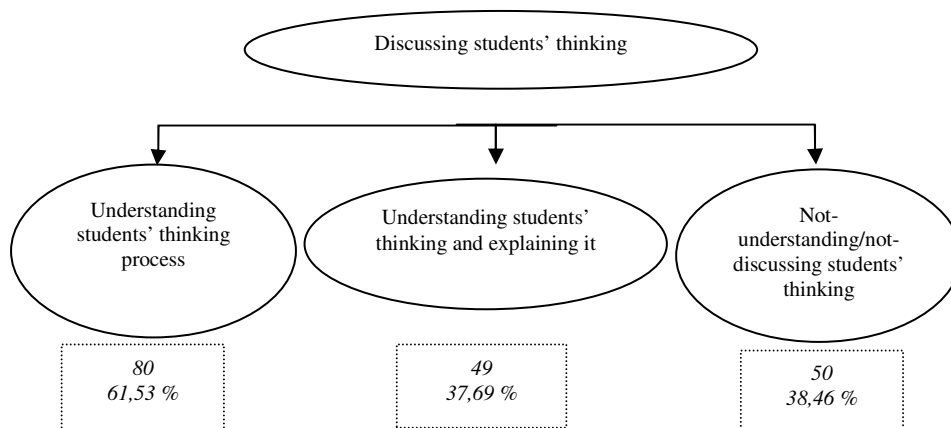 Discussing students’ thinking
Understanding
students’ thinking
process
Understanding students’
thinking and explaining it
Not-
understanding/not-
discussing students’
thinking
80
61,53 %
49
37,69 %
50
38,46 %